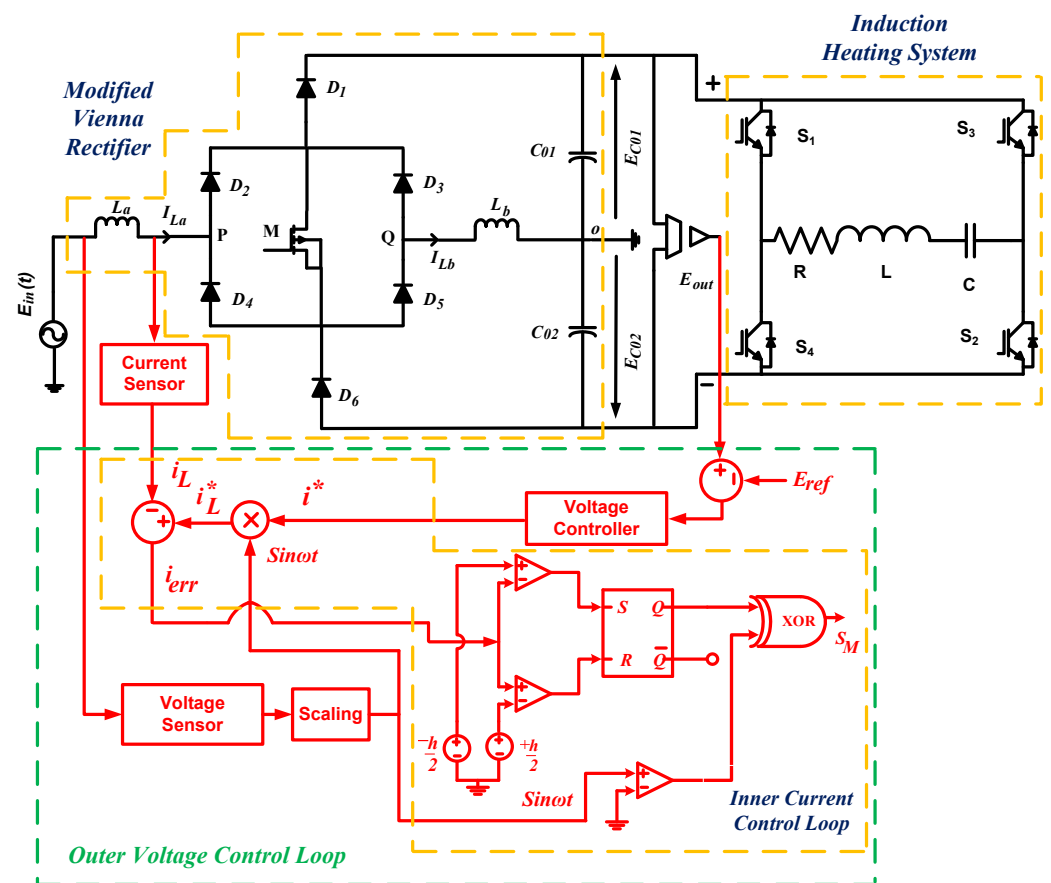 Induction
Heating System
Modified
Vienna
Rectifier
D1
D2
D3
La
ILa
P
M
Q
ILb
Lb
D4
D5
D6
C01
C02
EC01
EC02
o
Eout
+
−
S1
S3
R
L
C
S4
S2
Ein(t)
Current
Sensor
iL
iL*
i*
Sinωt
ierr
−
+
×
Voltage
Controller
+
−
Eref
+
−
+
−
S
Q
R
Q̅
XOR
SM
Voltage
Sensor
Scaling
−h/2
+
−
+
−
+h/2
Sinωt
+
−
Inner Current
Control Loop
Outer Voltage Control Loop